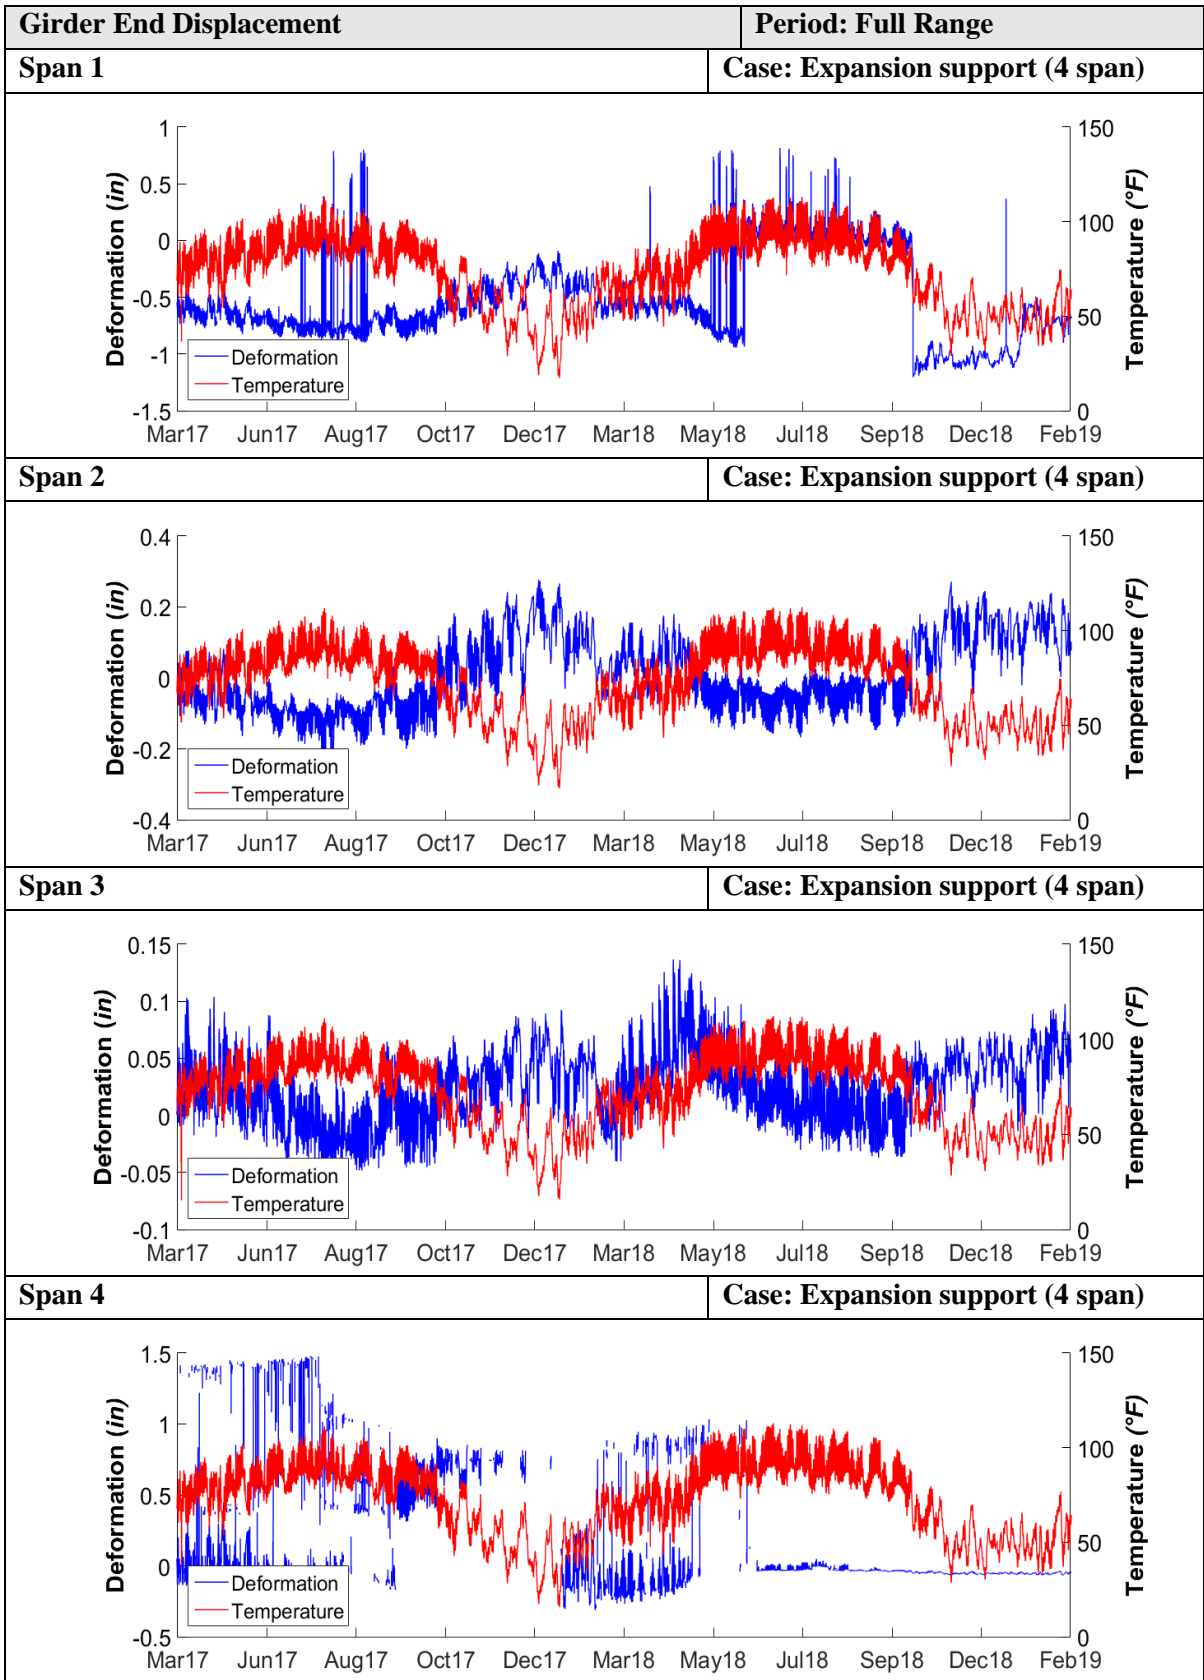 Girder End Displacement Period: Full Range
Span 1 Case: Expansion support (4 span)
1
0.5
0
-0.5
-1
-1.5
Deformation (in)
150
100
50
0
Temperature (°F)
Deformation
Temperature
Mar17 Jun17 Aug17 Oct17 Dec17 Mar18 May18 Jul18 Sep18 Dec18 Feb19
Span 2 Case: Expansion support (4 span)
0.4
0.2
0
-0.2
-0.4
Deformation (in)
150
100
50
0
Temperature (°F)
Deformation
Temperature
Mar17 Jun17 Aug17 Oct17 Dec17 Mar18 May18 Jul18 Sep18 Dec18 Feb19
Span 3 Case: Expansion support (4 span)
0.15
0.1
0.05
0
-0.05
-0.1
Deformation (in)
150
100
50
0
Temperature (°F)
Deformation
Temperature
Mar17 Jun17 Aug17 Oct17 Dec17 Mar18 May18 Jul18 Sep18 Dec18 Feb19
Span 4 Case: Expansion support (4 span)
1.5
1
0.5
0
-0.5
Deformation (in)
150
100
50
0
Temperature (°F)
Deformation
Temperature
Mar17 Jun17 Aug17 Oct17 Dec17 Mar18 May18 Jul18 Sep18 Dec18 Feb19